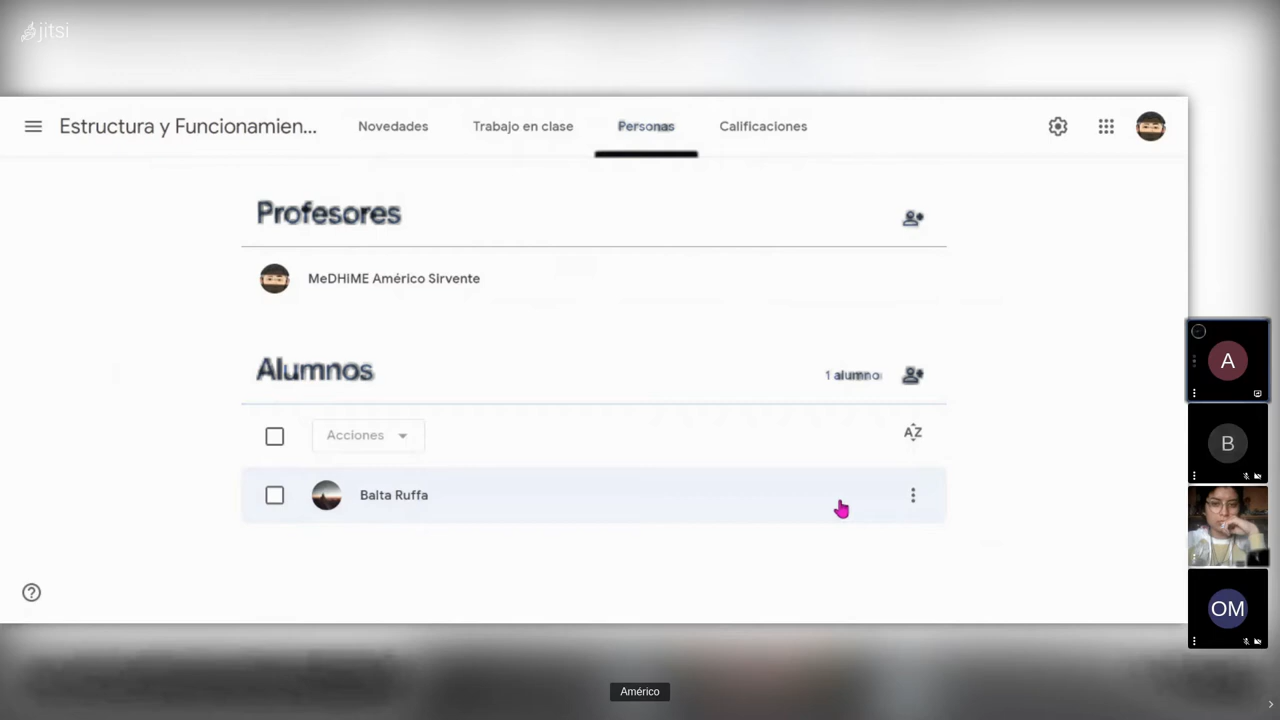 jitsi
Estructura y Funcionamien...
Novedades
Trabajo en clase
Personas
Calificaciones
Profesores
MeDHiME Américo Sirvente
Alumnos
1 alumno
Acciones
AZ
Balta Ruffa
A
B
OM
Américo